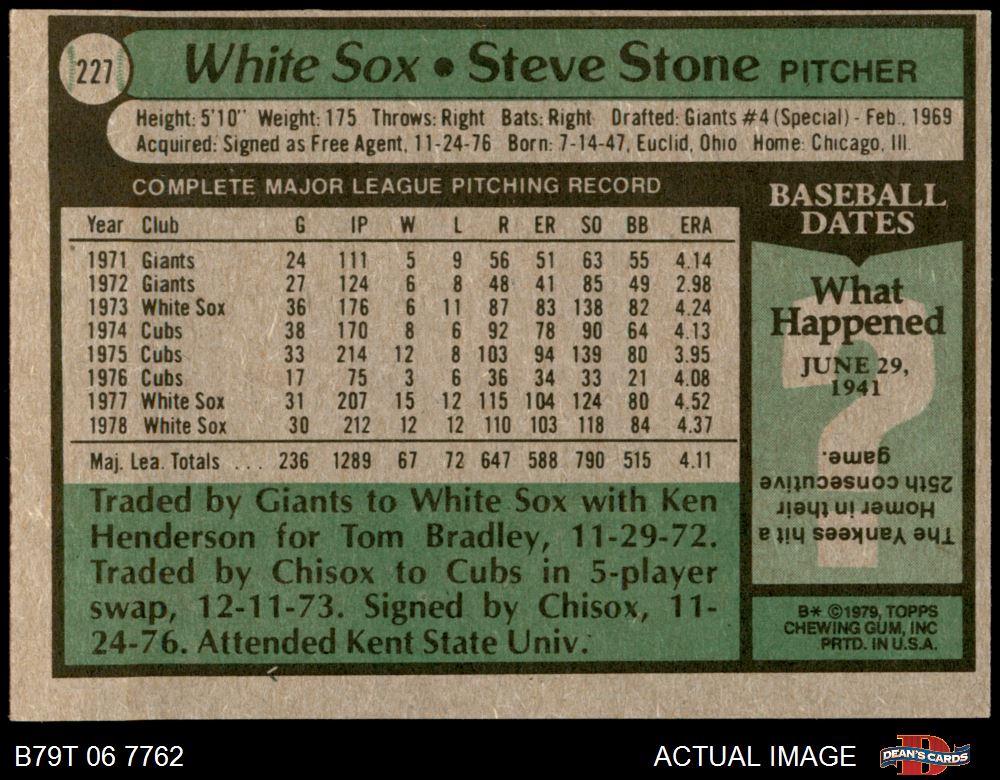 227
White Sox • Steve Stone PITCHER
Height: 5'10" Weight: 175 Throws: Right Bats: Right Drafted: Giants #4 (Special) - Feb., 1969
Acquired: Signed as Free Agent, 11-24-76 Born: 7-14-47, Euclid, Ohio Home: Chicago, Ill.
COMPLETE MAJOR LEAGUE PITCHING RECORD
Year Club G IP W L R ER SO BB ERA
1971 Giants 24 111 5 9 56 51 63 55 4.14
1972 Giants 27 124 6 8 48 41 85 49 2.98
1973 White Sox 36 176 6 11 87 83 138 82 4.24
1974 Cubs 38 170 8 6 92 78 90 64 4.13
1975 Cubs 33 214 12 8 103 94 139 80 3.95
1976 Cubs 17 75 3 6 36 34 33 21 4.08
1977 White Sox 31 207 15 12 115 104 124 80 4.52
1978 White Sox 30 212 12 12 110 103 118 84 4.37
Maj. Lea. Totals ... 236 1289 67 72 647 588 790 515 4.11
Traded by Giants to White Sox with Ken
Henderson for Tom Bradley, 11-29-72.
Traded by Chisox to Cubs in 5-player
swap, 12-11-73. Signed by Chisox, 11-
24-76. Attended Kent State Univ.
BASEBALL
DATES
What
Happened
JUNE 29,
1941
?
The Yankees hit a
Homer in their
25th consecutive
game.
B* ©1979, TOPPS
CHEWING GUM, INC
PRTD. IN U.S.A.
B79T 06 7762
ACTUAL IMAGE
DEAN'S CARDS